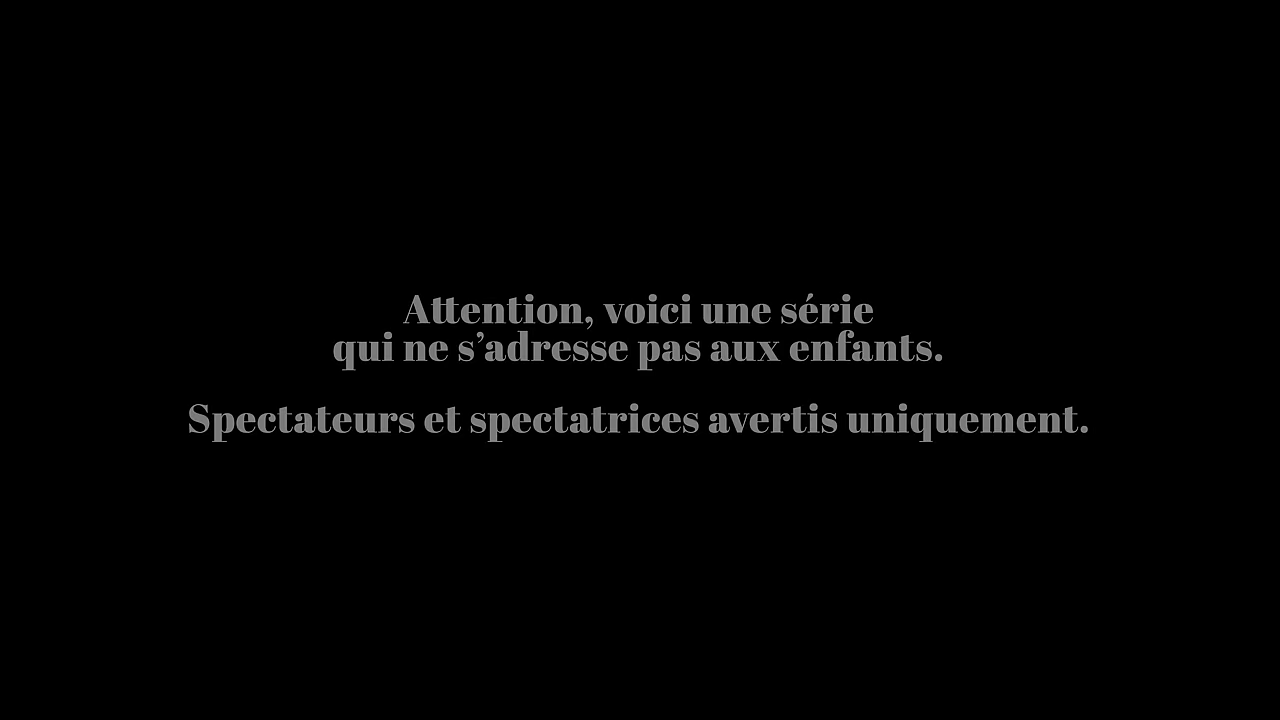 Attention, voici une série
qui ne s’adresse pas aux enfants.
Spectateurs et spectatrices avertis uniquement.